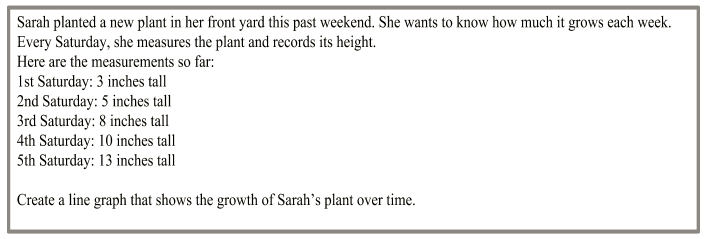 Sarah planted a new plant in her front yard this past weekend. She wants to know how much it grows each week.
Every Saturday, she measures the plant and records its height.
Here are the measurements so far:
1st Saturday: 3 inches tall
2nd Saturday: 5 inches tall
3rd Saturday: 8 inches tall
4th Saturday: 10 inches tall
5th Saturday: 13 inches tall
Create a line graph that shows the growth of Sarah's plant over time.